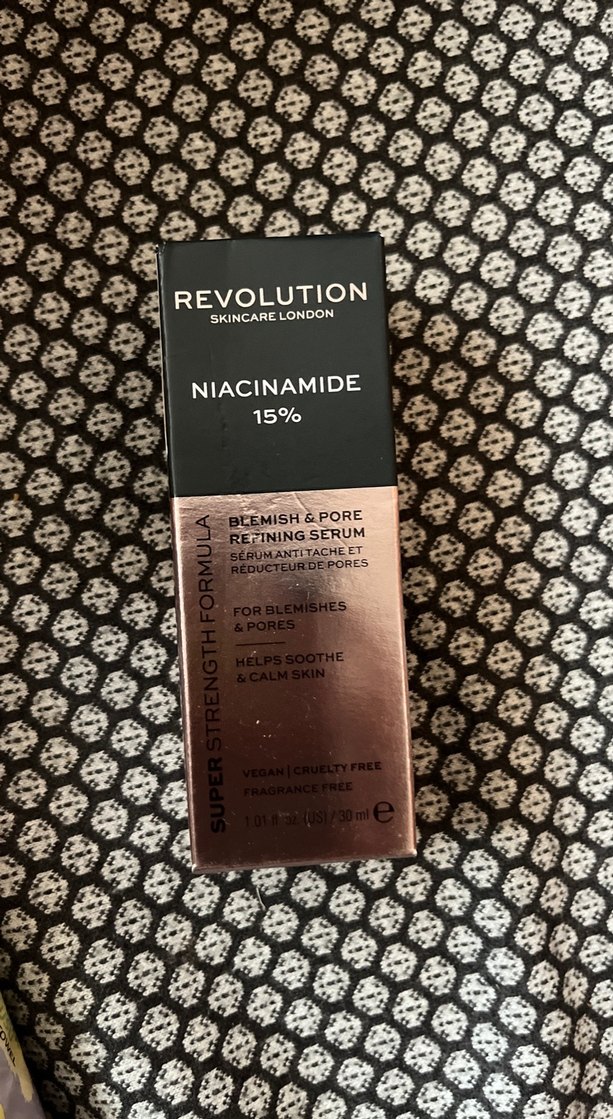 REVOLUTION
SKINCARE LONDON
NIACINAMIDE
15%
SUPER STRENGTH FORMULA
BLEMISH & PORE
REFINING SERUM
SÉRUM ANTI TACHE ET
RÉDUCTEUR DE PORES
FOR BLEMISHES
& PORES
HELPS SOOTHE
& CALM SKIN
VEGAN | CRUELTY FREE
FRAGRANCE FREE
1.01 fl oz. (US) / 30 ml e